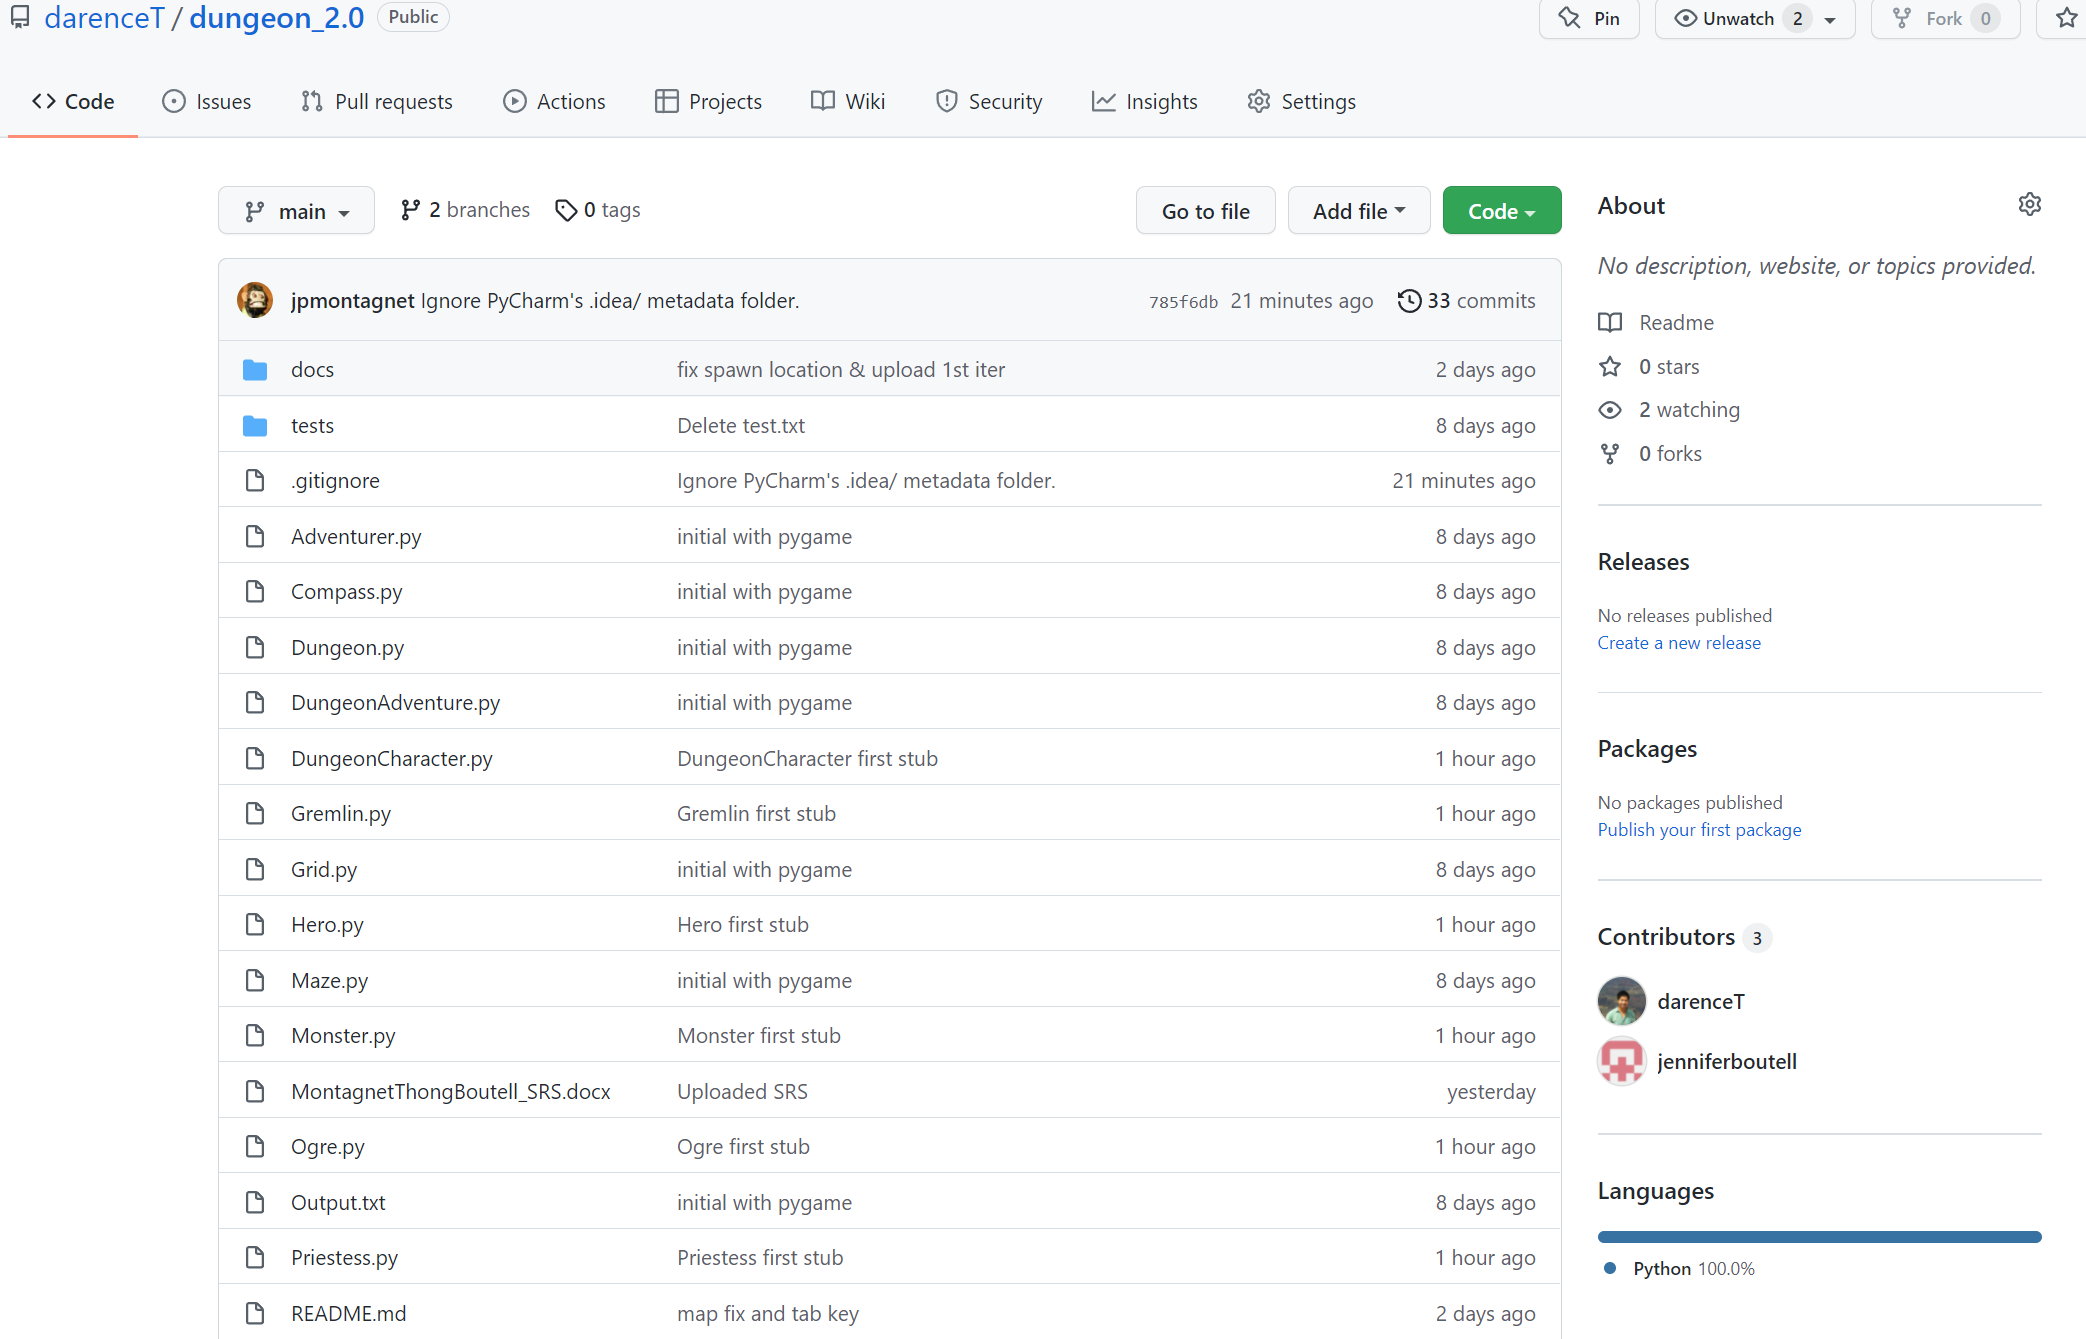 darenceT / dungeon_2.0 Public
Pin Unwatch 2 Fork 0
Code Issues Pull requests Actions Projects Wiki Security Insights Settings
main 2 branches 0 tags Go to file Add file Code
jpmontagnet Ignore PyCharm's .idea/ metadata folder. 785f6db 21 minutes ago 33 commits
docs fix spawn location & upload 1st iter 2 days ago
tests Delete test.txt 8 days ago
.gitignore Ignore PyCharm's .idea/ metadata folder. 21 minutes ago
Adventurer.py initial with pygame 8 days ago
Compass.py initial with pygame 8 days ago
Dungeon.py initial with pygame 8 days ago
DungeonAdventure.py initial with pygame 8 days ago
DungeonCharacter.py DungeonCharacter first stub 1 hour ago
Gremlin.py Gremlin first stub 1 hour ago
Grid.py initial with pygame 8 days ago
Hero.py Hero first stub 1 hour ago
Maze.py initial with pygame 8 days ago
Monster.py Monster first stub 1 hour ago
MontagnetThongBoutell_SRS.docx Uploaded SRS yesterday
Ogre.py Ogre first stub 1 hour ago
Output.txt initial with pygame 8 days ago
Priestess.py Priestess first stub 1 hour ago
README.md map fix and tab key 2 days ago
About
No description, website, or topics provided.
Readme
0 stars
2 watching
0 forks
Releases
No releases published
Create a new release
Packages
No packages published
Publish your first package
Contributors 3
darenceT
jenniferboutell
Languages
Python 100.0%